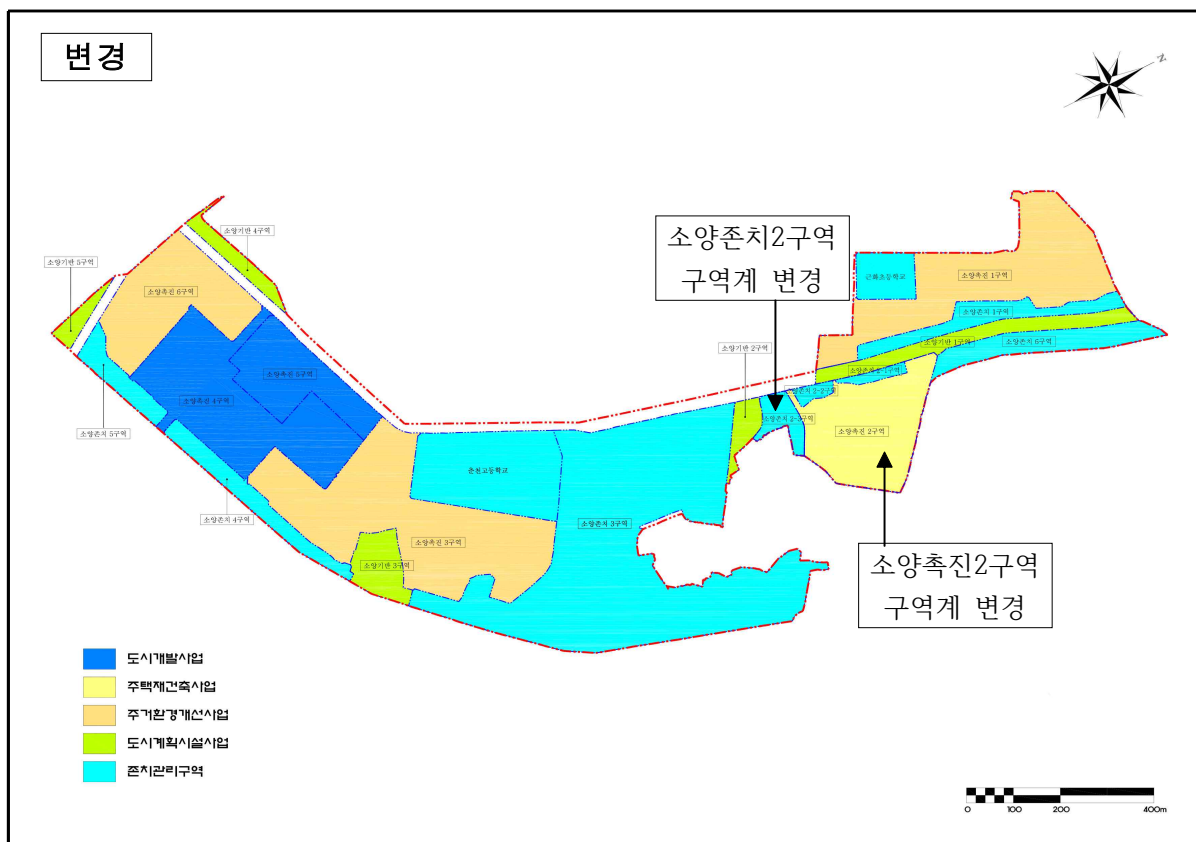 변경
N
소양존치2구역
구역계 변경
소양기반 4구역
소양기반 5구역
소양촉진 6구역
근화초등학교
소양촉진 1구역
소양존치 1구역
소양기반 1구역
소양존치 6구역
소양기반 2구역
소양촉진 5구역
소양촉진 4구역
소양존치 5구역
소양촉진 2구역
춘천고등학교
소양존치 4구역
소양존치 3구역
소양촉진 3구역
소양기반 3구역
소양촉진2구역
구역계 변경
도시개발사업
주택재건축사업
주거환경개선사업
도시계획시설사업
존치관리구역
0 100 200 400m